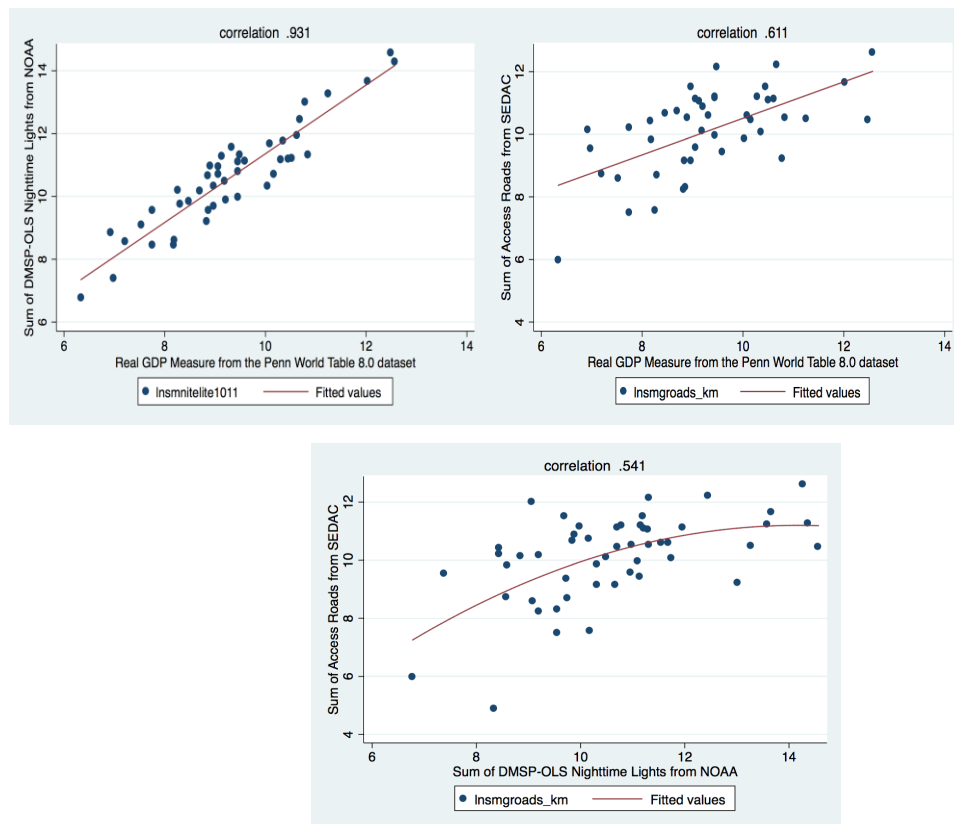 correlation .931
Sum of DMSP-OLS Nighttime Lights from NOAA
14
12
10
8
6
6 8 10 12 14
Real GDP Measure from the Penn World Table 8.0 dataset
lnsmnitelite1011 Fitted values
correlation .611
Sum of Access Roads from SEDAC
12
10
8
6
4
6 8 10 12 14
Real GDP Measure from the Penn World Table 8.0 dataset
lnsmgroads_km Fitted values
correlation .541
Sum of Access Roads from SEDAC
12
10
8
6
4
6 8 10 12 14
Sum of DMSP-OLS Nighttime Lights from NOAA
lnsmgroads_km Fitted values